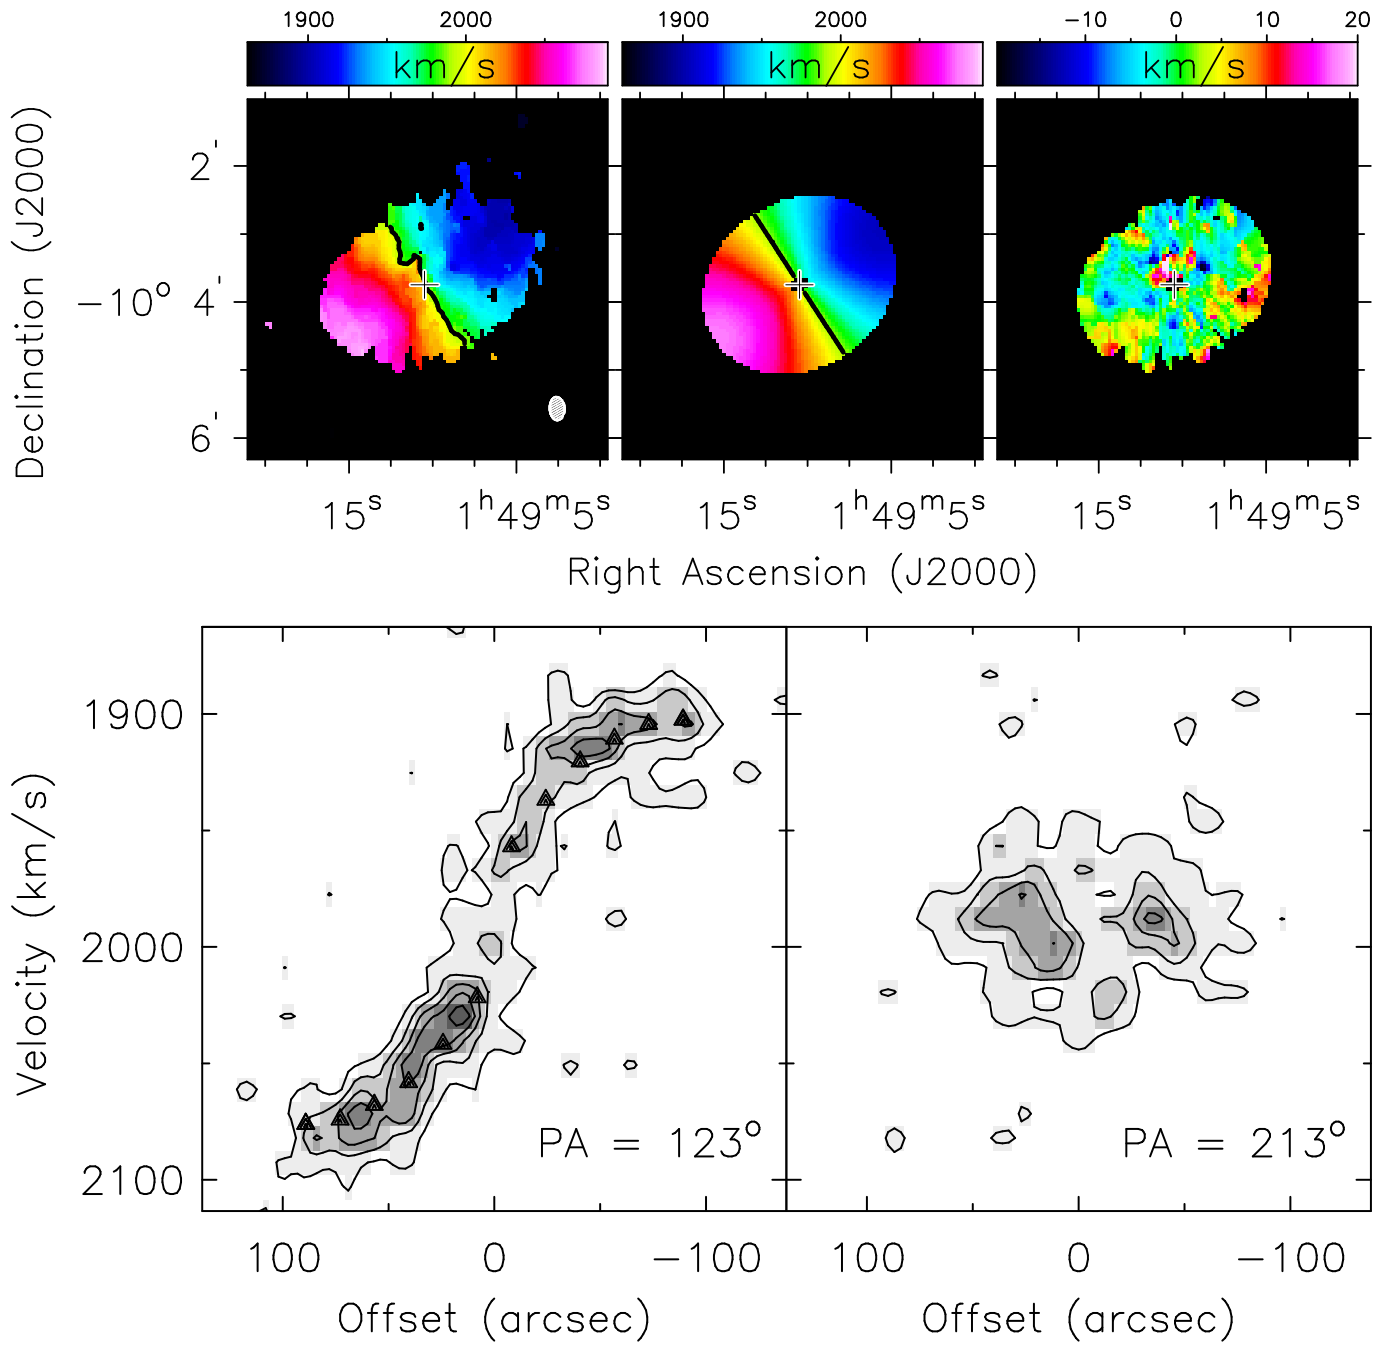 1900 2000 1900 2000 -10 0 10 20
km/s km/s km/s
2'
-10° 4'
6'
Declination (J2000)
15s 1h49m5s 15s 1h49m5s 15s 1h49m5s
Right Ascension (J2000)
1900
2000
2100
Velocity (km/s)
PA = 123° PA = 213°
100 0 -100 100 0 -100
Offset (arcsec) Offset (arcsec)